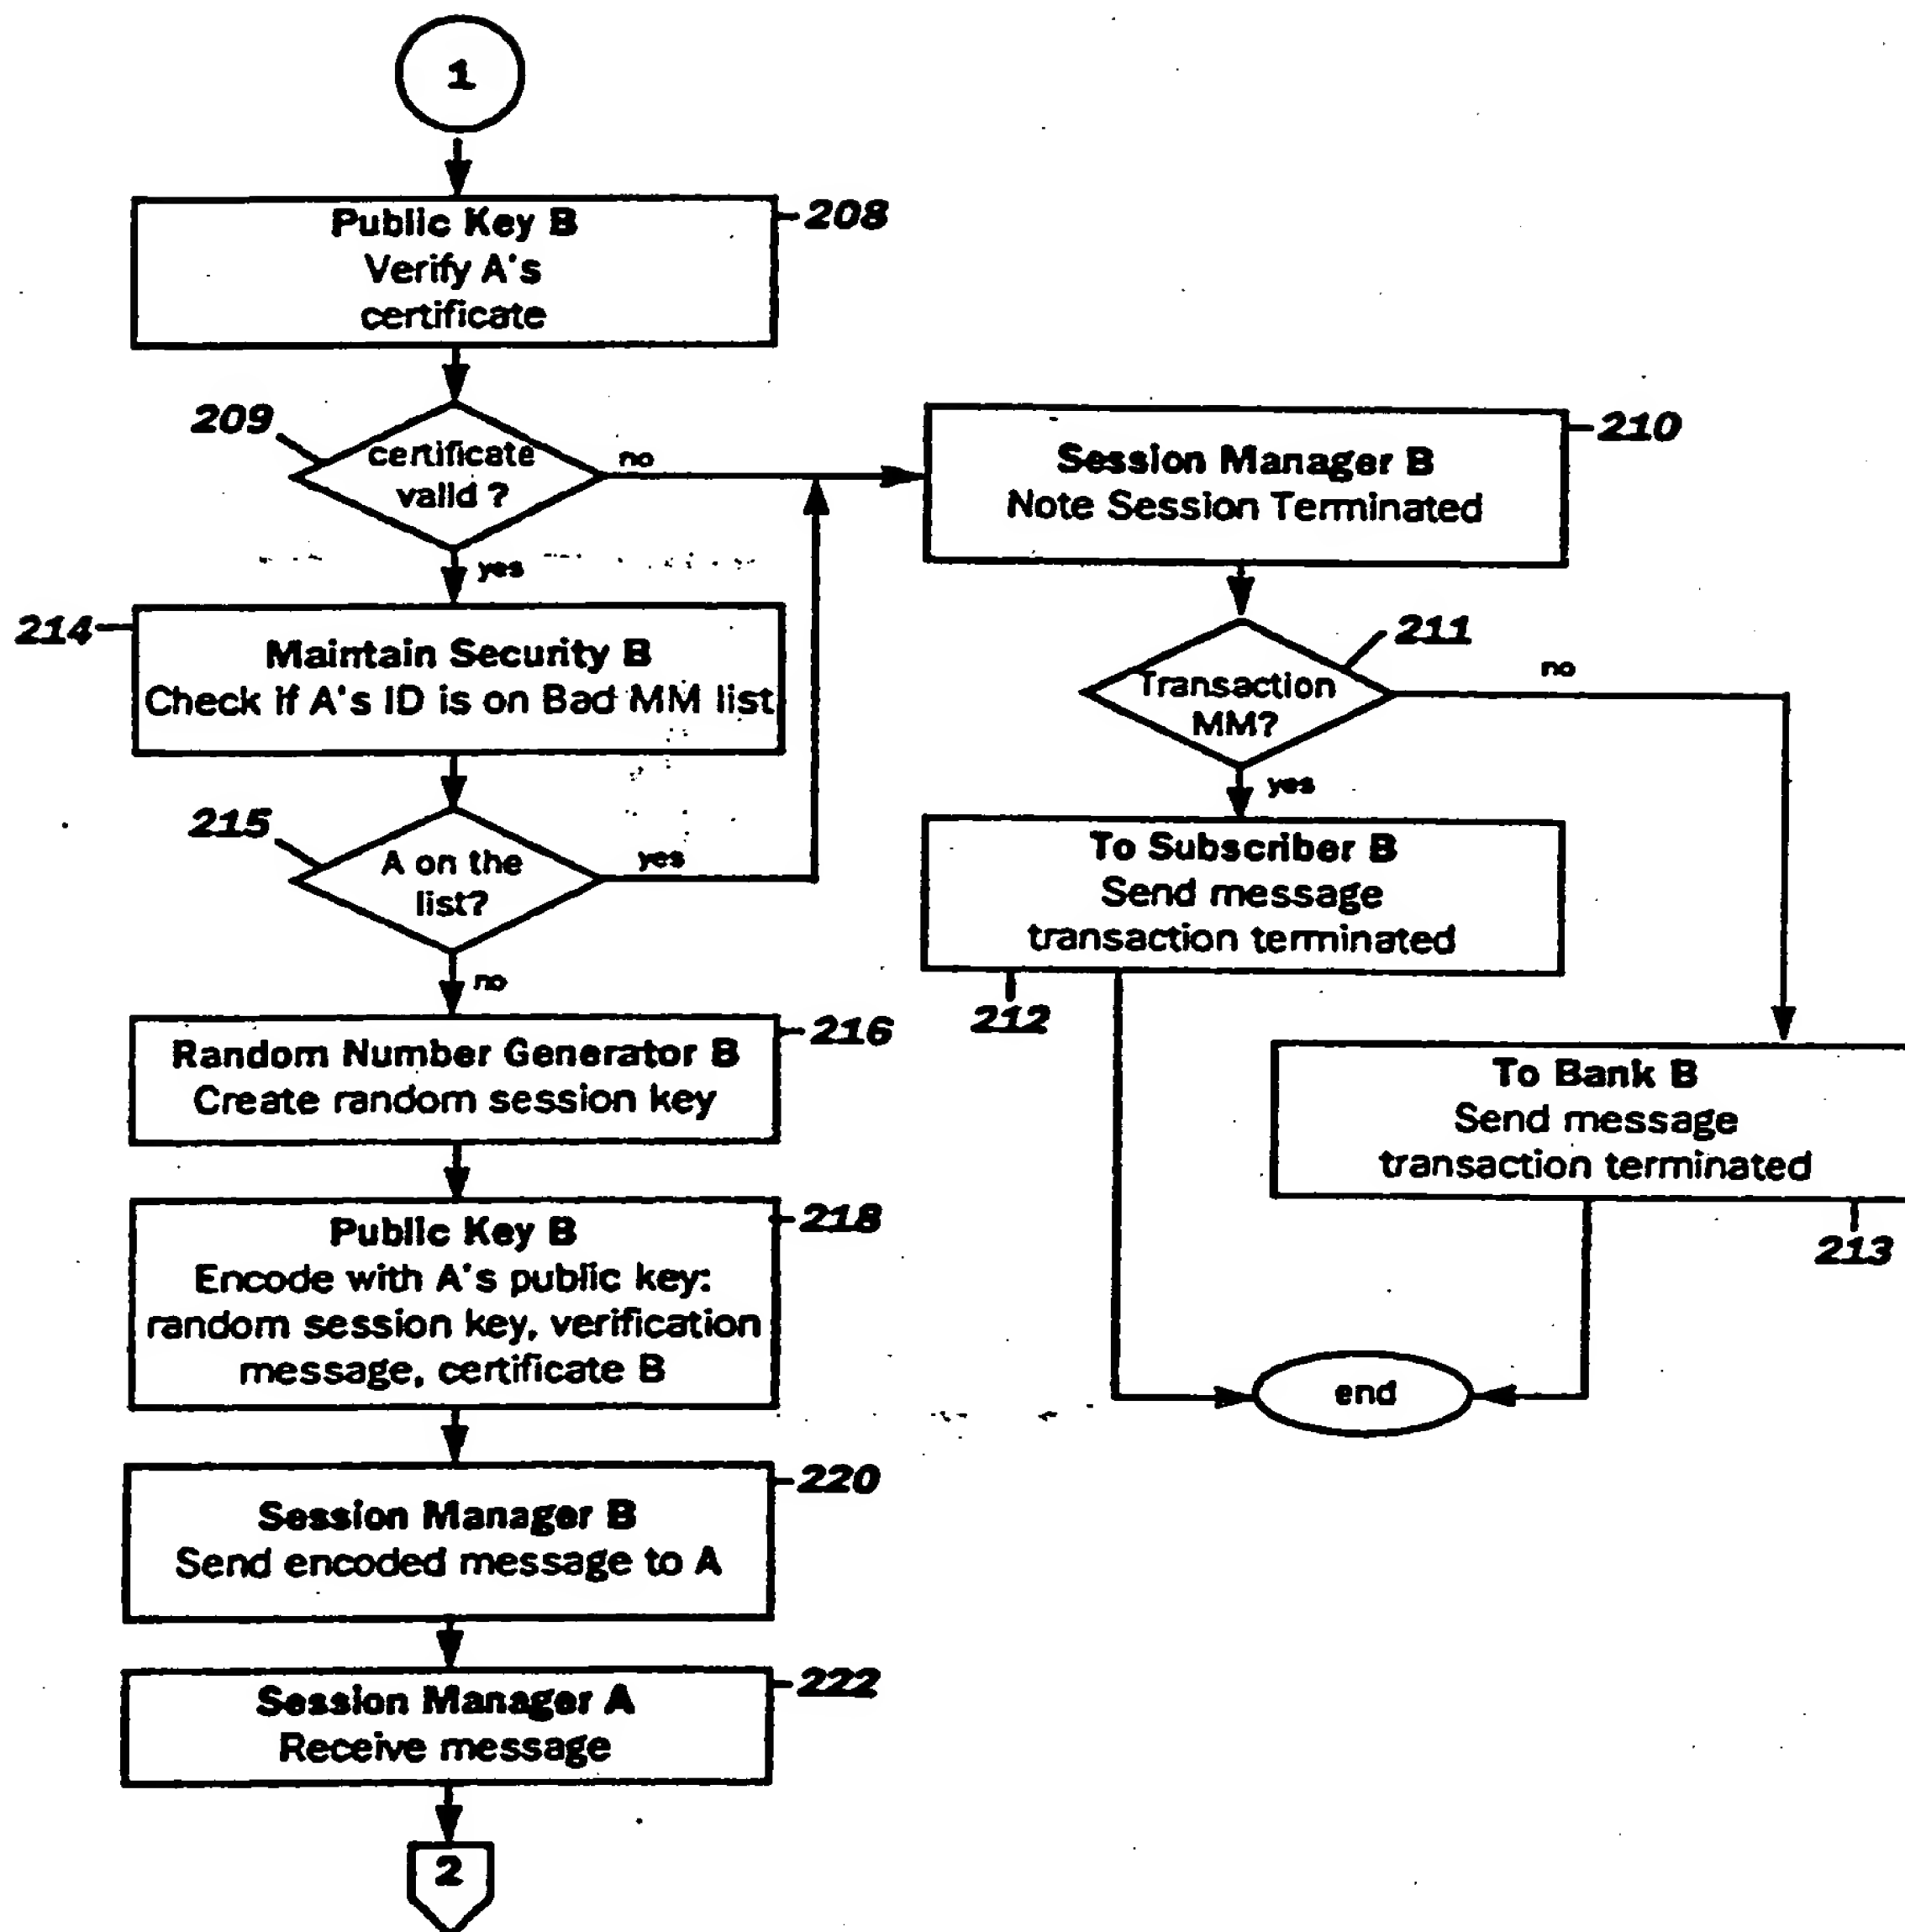 1
Public Key B
Verify A's
certificate
208
209
certificate
valid ?
no
yes
210
Session Manager B
Note Session Terminated
214
Maintain Security B
Check if A's ID is on Bad MM list
211
Transaction
MM?
no
yes
215
A on the
list?
yes
no
To Subscriber B
Send message
transaction terminated
212
216
Random Number Generator B
Create random session key
To Bank B
Send message
transaction terminated
213
218
Public Key B
Encode with A's public key:
random session key, verification
message, certificate B
end
220
Session Manager B
Send encoded message to A
222
Session Manager A
Receive message
2